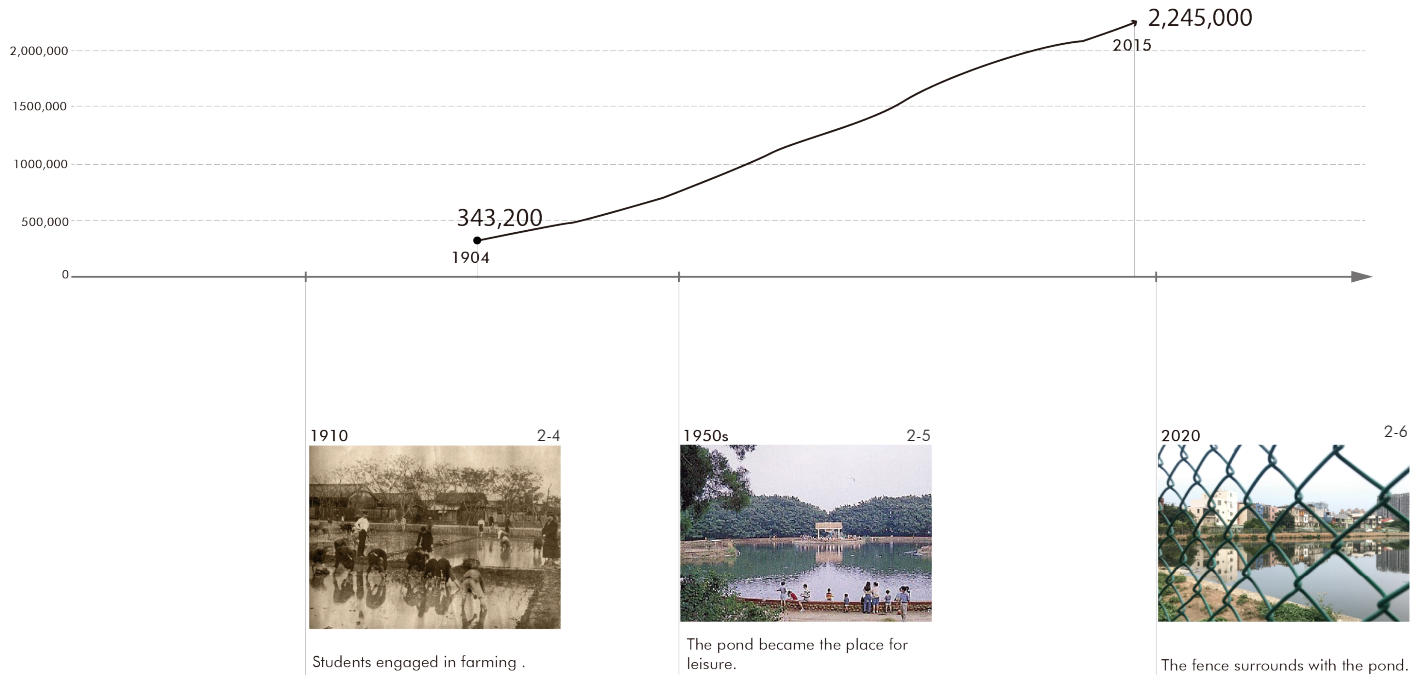 2,245,000
2015
2,000,000
1500,000
1000,000
500,000
343,200
1904
0
1910 2-4
1950s 2-5
2020 2-6
Students engaged in farming .
The pond became the place for
leisure.
The fence surrounds with the pond.